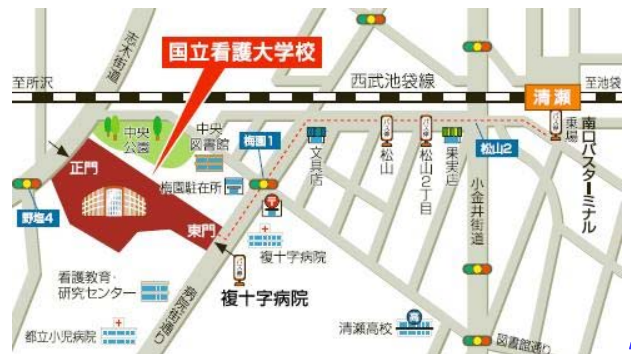 国立看護大学校
志木街道
至所沢
西武池袋線
清瀬
至池袋
中央
公園
中央
図書館
梅園1
文具店
松山
松山2丁目
果実店
松山2
乗場
南口バスターミナル
正門
梅園駐在所
野塩4
東門
小金井街道
複十字病院
看護教育・
研究センター
病院街通り
複十字病院
都立小児病院
清瀬高校
図書館通り